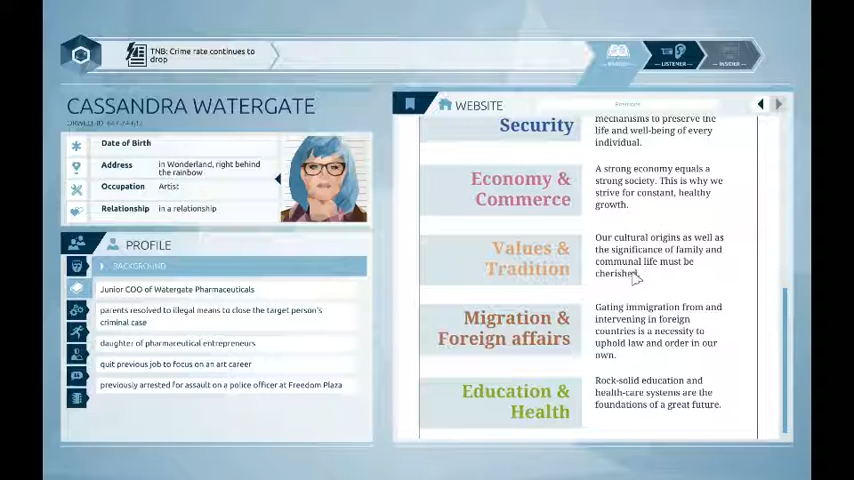 TNB: Crime rate continues to
drop
LISTENER
INSIDER
CASSANDRA WATERGATE
Date of Birth
Address in Wonderland, right behind
the rainbow
Occupation Artist
Relationship in a relationship
PROFILE
BACKGROUND
Junior COO of Watergate Pharmaceuticals
parents resolved to illegal means to close the target person's
criminal case
daughter of pharmaceutical entrepreneurs
quit previous job to focus on an art career
previously arrested for assault on a police officer at Freedom Plaza
WEBSITE
Security
mechanisms to preserve the
life and well-being of every
individual.
Economy &
Commerce
A strong economy equals a
strong society. This is why we
strive for constant, healthy
growth.
Values &
Tradition
Our cultural origins as well as
the significance of family and
communal life must be
cherished.
Migration &
Foreign affairs
Gating immigration from and
intervening in foreign
countries is a necessity to
uphold law and order in our
own.
Education &
Health
Rock-solid education and
health-care systems are the
foundations of a great future.